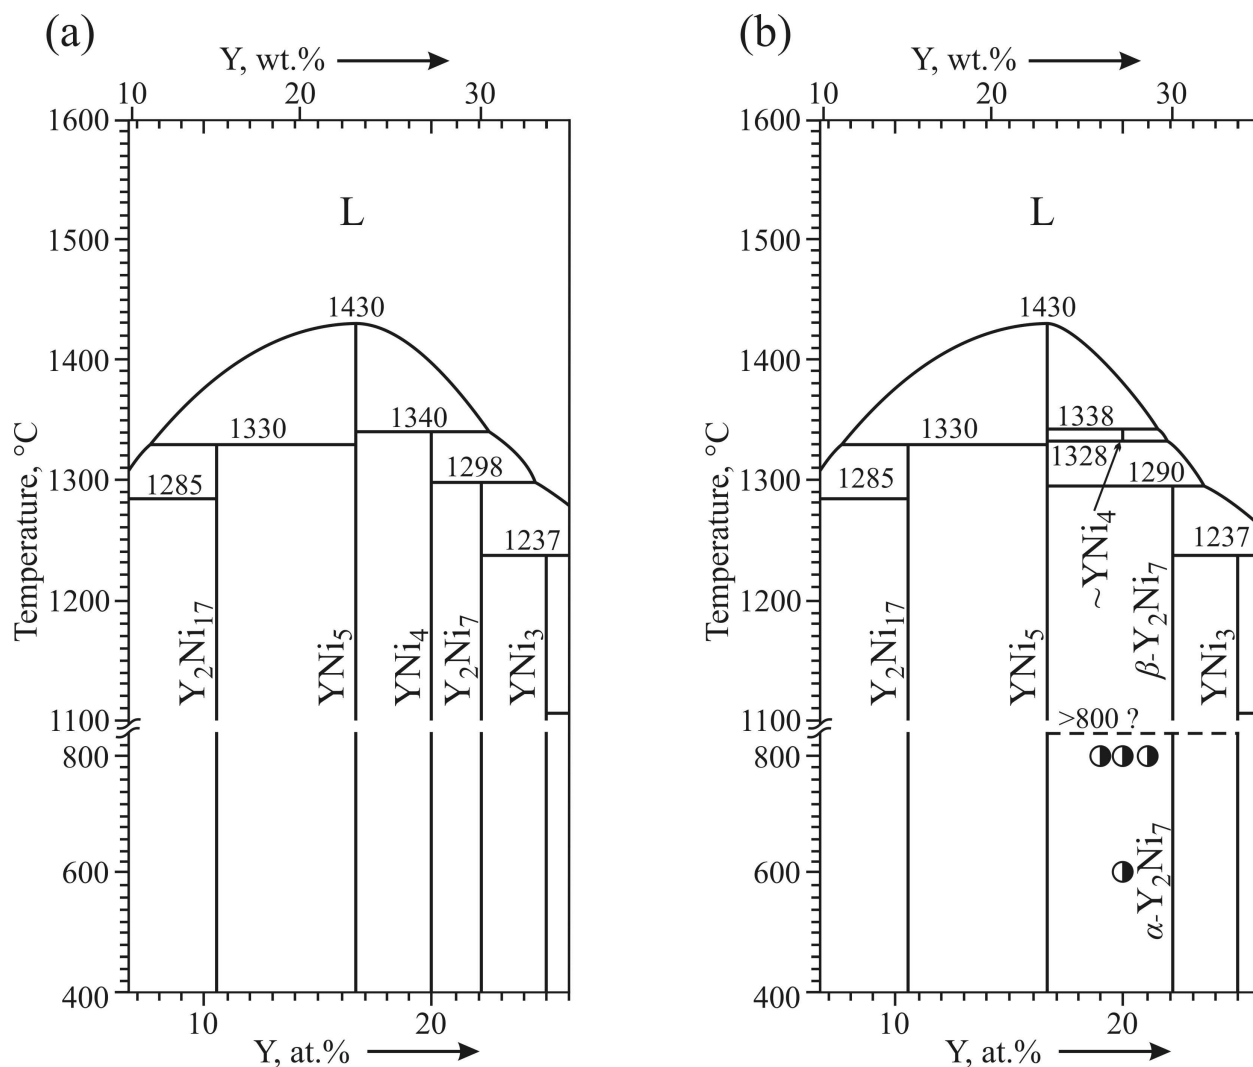 (a)
Y, wt.%
10 20 30
1600
1500
1400
1300
1200
1100
800
600
400
Temperature, °C
L
1430
1330
1340
1285
1298
1237
Y₂Ni₁₇
YNi₅
YNi₄
Y₂Ni₇
YNi₃
10 20
Y, at.%
(b)
Y, wt.%
10 20 30
1600
1500
1400
1300
1200
1100
800
600
400
Temperature, °C
L
1430
1330
1338
1328
1285
1290
1237
Y₂Ni₁₇
YNi₅
~YNi₄
β-Y₂Ni₇
YNi₃
>800 ?
α-Y₂Ni₇
10 20
Y, at.%